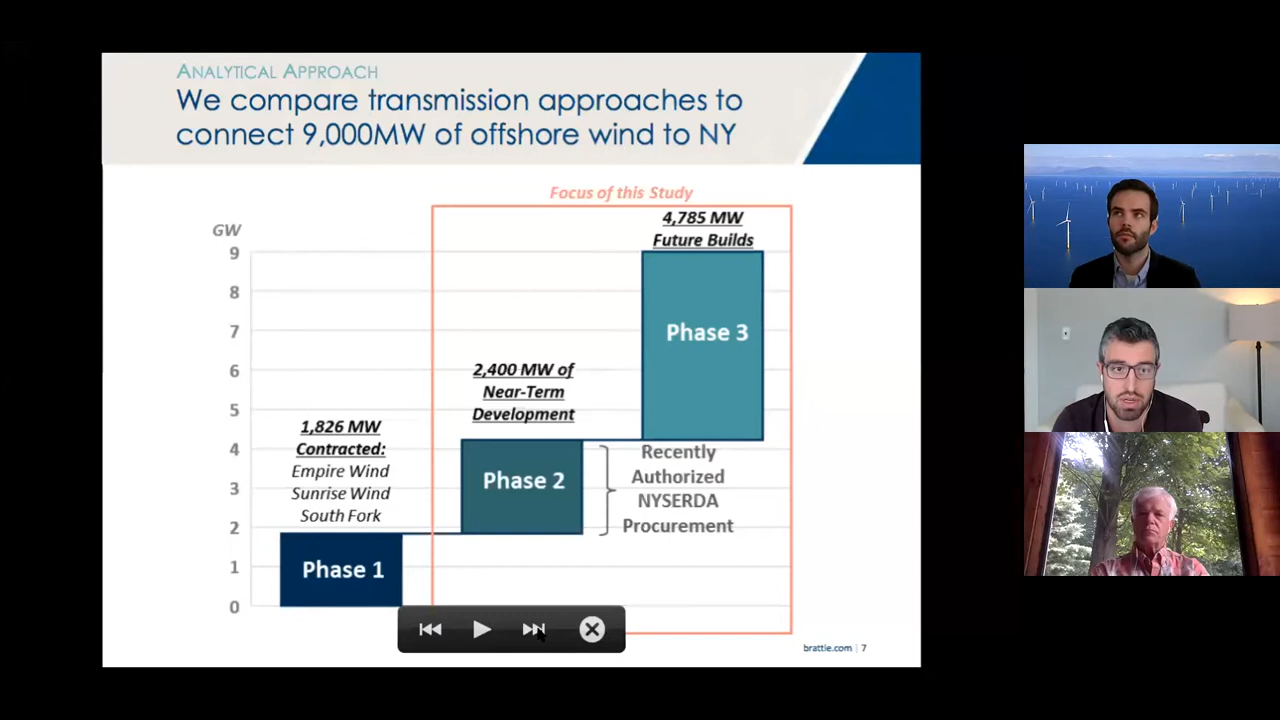 ANALYTICAL APPROACH
We compare transmission approaches to
connect 9,000MW of offshore wind to NY
Focus of this Study
GW
9
8
7
6
5
4
3
2
1
0
1,826 MW
Contracted:
Empire Wind
Sunrise Wind
South Fork
Phase 1
2,400 MW of
Near-Term
Development
Phase 2
4,785 MW
Future Builds
Phase 3
Recently
Authorized
NYSERDA
Procurement
brattle.com | 7